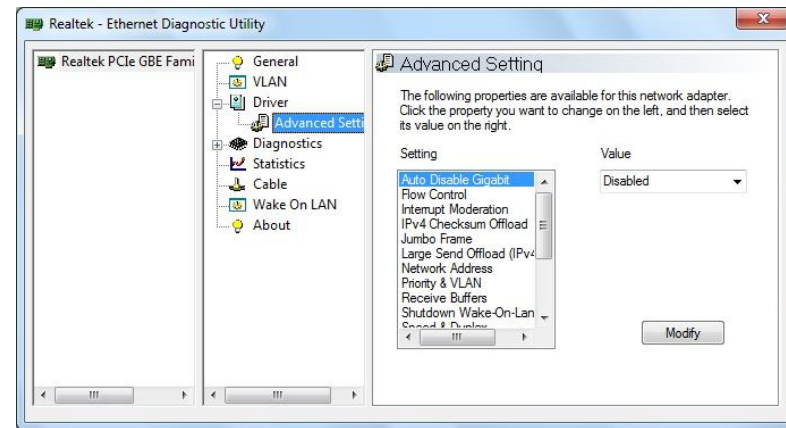 Realtek - Ethernet Diagnostic Utility
Realtek PCIe GBE Fami
General
VLAN
Driver
Advanced Setti
Diagnostics
Statistics
Cable
Wake On LAN
About
Advanced Setting
The following properties are available for this network adapter.
Click the property you want to change on the left, and then select
its value on the right.
Setting
Value
Auto Disable Gigabit
Disabled
Flow Control
Interrupt Moderation
IPv4 Checksum Offload
Jumbo Frame
Large Send Offload (IPv4
Network Address
Priority & VLAN
Receive Buffers
Shutdown Wake-On-Lan
Speed & Duplex
Modify